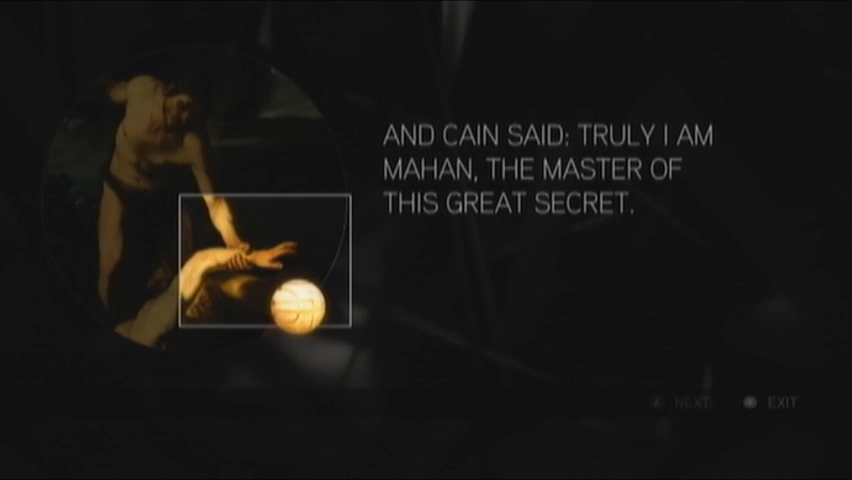 AND CAIN SAID: TRULY I AM
MAHAN, THE MASTER OF
THIS GREAT SECRET.
A NEXT
EXIT